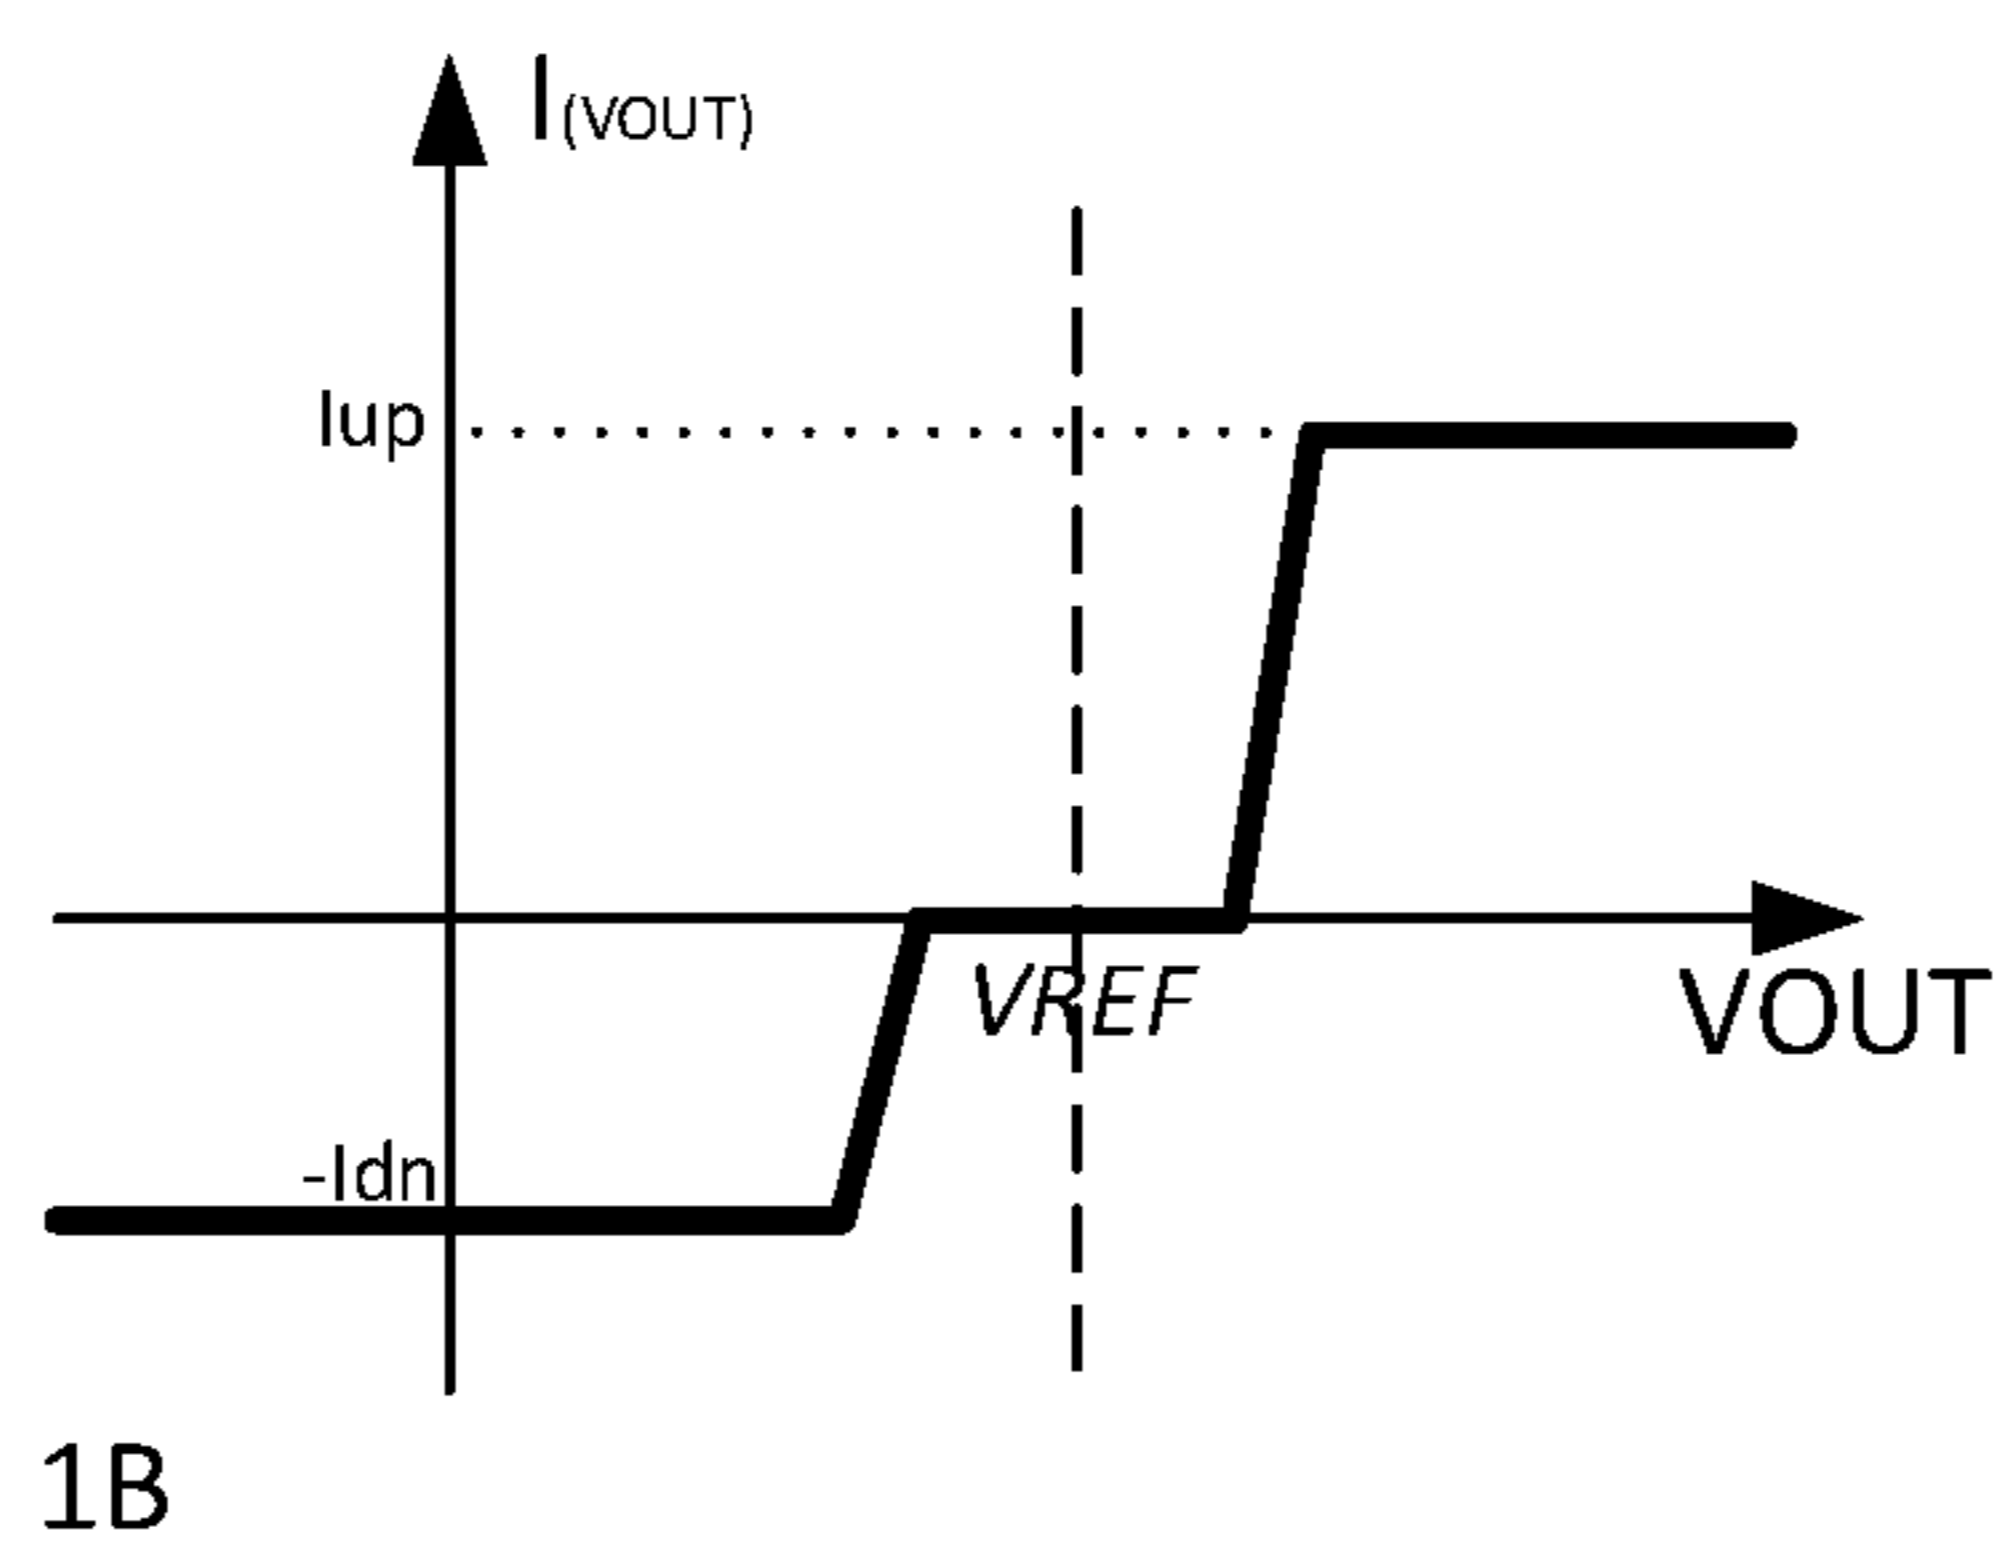 I(VOUT)
Iup
VREF
VOUT
-Idn
1B